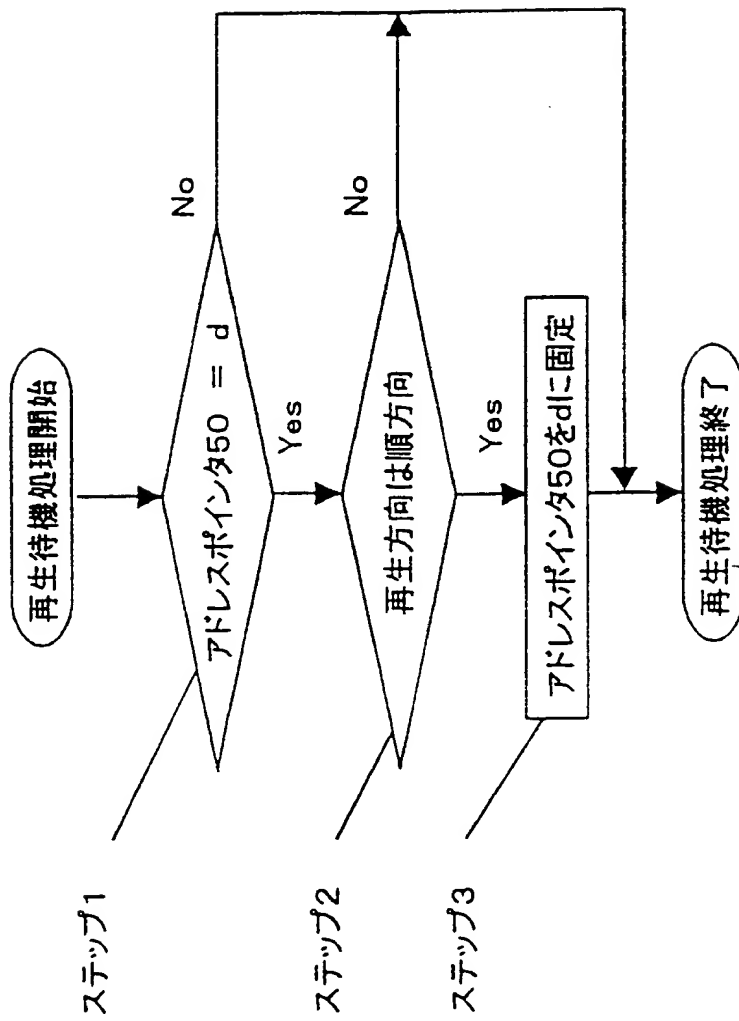 再生待機処理開始
ステップ1
アドレスポインタ50 = d
No
Yes
ステップ2
再生方向は順方向
No
Yes
ステップ3
アドレスポインタ50をdに固定
再生待機処理終了